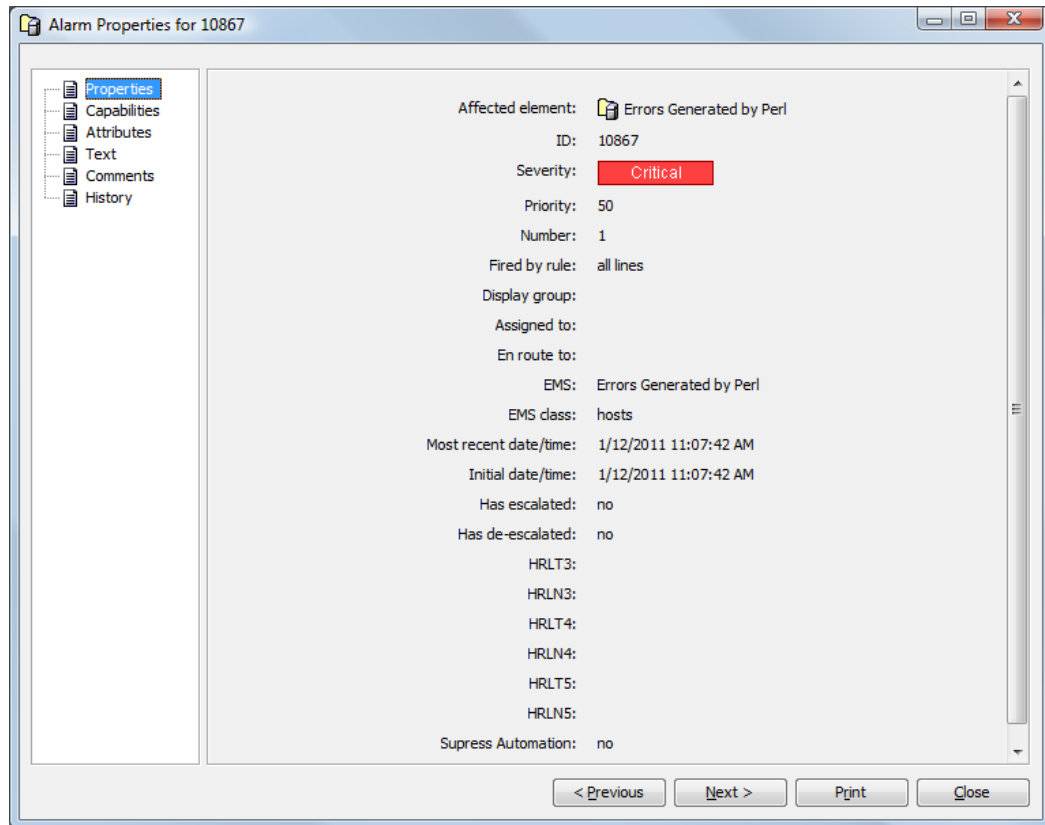 Alarm Properties for 10867
Properties
Capabilities
Attributes
Text
Comments
History
Affected element: Errors Generated by Perl
ID: 10867
Severity: Critical
Priority: 50
Number: 1
Fired by rule: all lines
Display group:
Assigned to:
En route to:
EMS: Errors Generated by Perl
EMS class: hosts
Most recent date/time: 1/12/2011 11:07:42 AM
Initial date/time: 1/12/2011 11:07:42 AM
Has escalated: no
Has de-escalated: no
HRLT3:
HRLN3:
HRLT4:
HRLN4:
HRLT5:
HRLN5:
Supress Automation: no
< Previous Next > Print Close